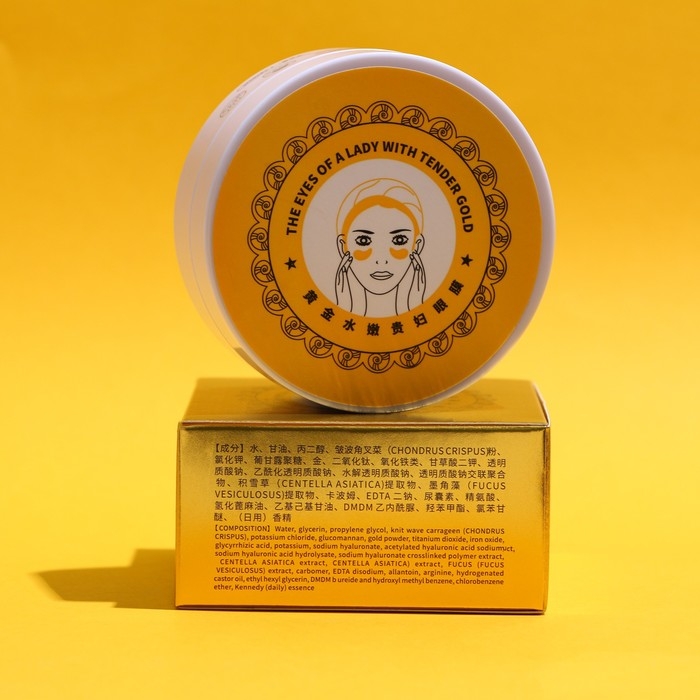 THE EYES OF A LADY WITH TENDER GOLD
★ 黄金水嫩贵妇眼膜 ★
【成分】水、甘油、丙二醇、皱波角叉菜（CHONDRUS CRISPUS)粉、
氯化钾、葡甘露聚糖、金、二氧化钛、氧化铁类、甘草酸二钾、透明
质酸钠、乙酰化透明质酸钠、水解透明质酸钠、透明质酸钠交联聚合
物、积雪草（CENTELLA ASIATICA)提取物、墨角藻（FUCUS
VESICULOSUS)提取物、卡波姆、EDTA 二钠、尿囊素、精氨酸、
氢化蓖麻油、乙基己基甘油、DMDM 乙内酰脲、羟苯甲酯、氯苯甘
醚、（日用）香精
【COMPOSITION】Water, glycerin, propylene glycol, knit wave carrageen (CHONDRUS
CRISPUS), potassium chloride, glucomannan, gold powder, titanium dioxide, iron oxide,
glycyrrhizic acid, potassium, sodium hyaluronate, acetylated hyaluronic acid sodiumuct,
sodium hyaluronic acid hydrolysate, sodium hyaluronate crosslinked polymer extract,
CENTELLA ASIATICA extract, CENTELLA ASIATICA) extract, FUCUS (FUCUS
VESICULOSUS) extract, carbomer, EDTA disodium, allantoin, arginine, hydrogenated
castor oil, ethyl hexyl glycerin, DMDM b ureide and hydroxyl methyl benzene, chlorobenzene
ether, Kennedy (daily) essence